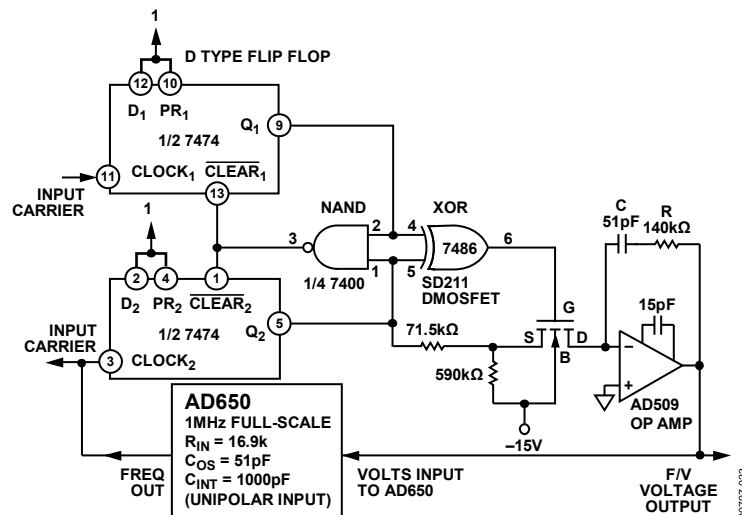 1
D TYPE FLIP FLOP
12 10
D1 PR1
Q1 9
1/2 7474
11 CLOCK1 CLEAR1
INPUT
CARRIER
13
1
NAND
XOR
2 4
3
7486 6
1 5
1/4 7400
SD211
DMOSFET
C
51pF
R
140kΩ
2 4 1
D2 PR2 CLEAR2
1/2 7474
Q2 5
INPUT
CARRIER
3 CLOCK2
71.5kΩ
590kΩ
G
S D
B
–15V
15pF
–
+
AD509
OP AMP
AD650
1MHz FULL-SCALE
RIN = 16.9k
COS = 51pF
CINT = 1000pF
(UNIPOLAR INPUT)
FREQ
OUT
VOLTS INPUT
TO AD650
F/V
VOLTAGE
OUTPUT